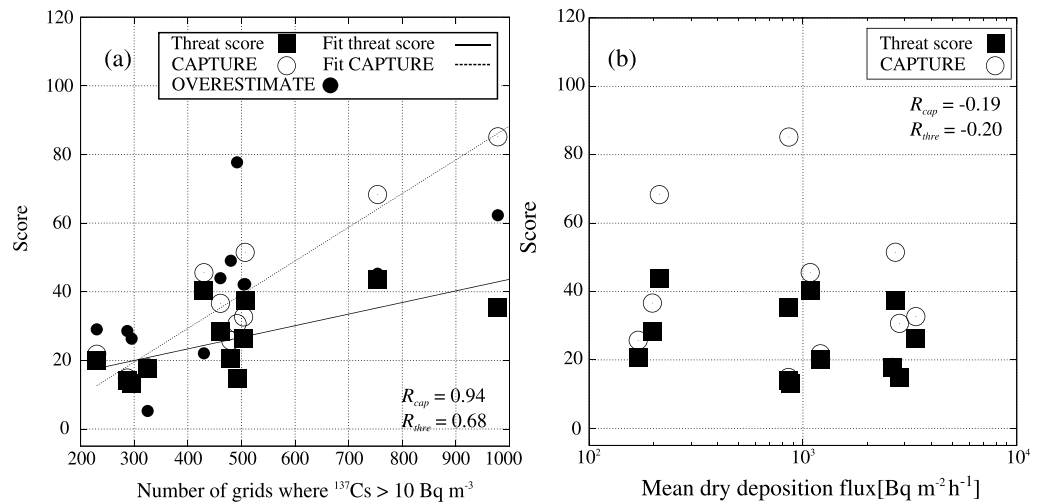 120
100
80
60
40
20
0
Score
(a)
Threat score Fit threat score
CAPTURE Fit CAPTURE
OVERESTIMATE
R_cap = 0.94
R_thre = 0.68
200 300 400 500 600 700 800 900 1000
Number of grids where ¹³⁷Cs > 10 Bq m⁻³
120
100
80
60
40
20
0
Score
(b)
Threat score
CAPTURE
R_cap = -0.19
R_thre = -0.20
10² 10³ 10⁴
Mean dry deposition flux[Bq m⁻² h⁻¹]